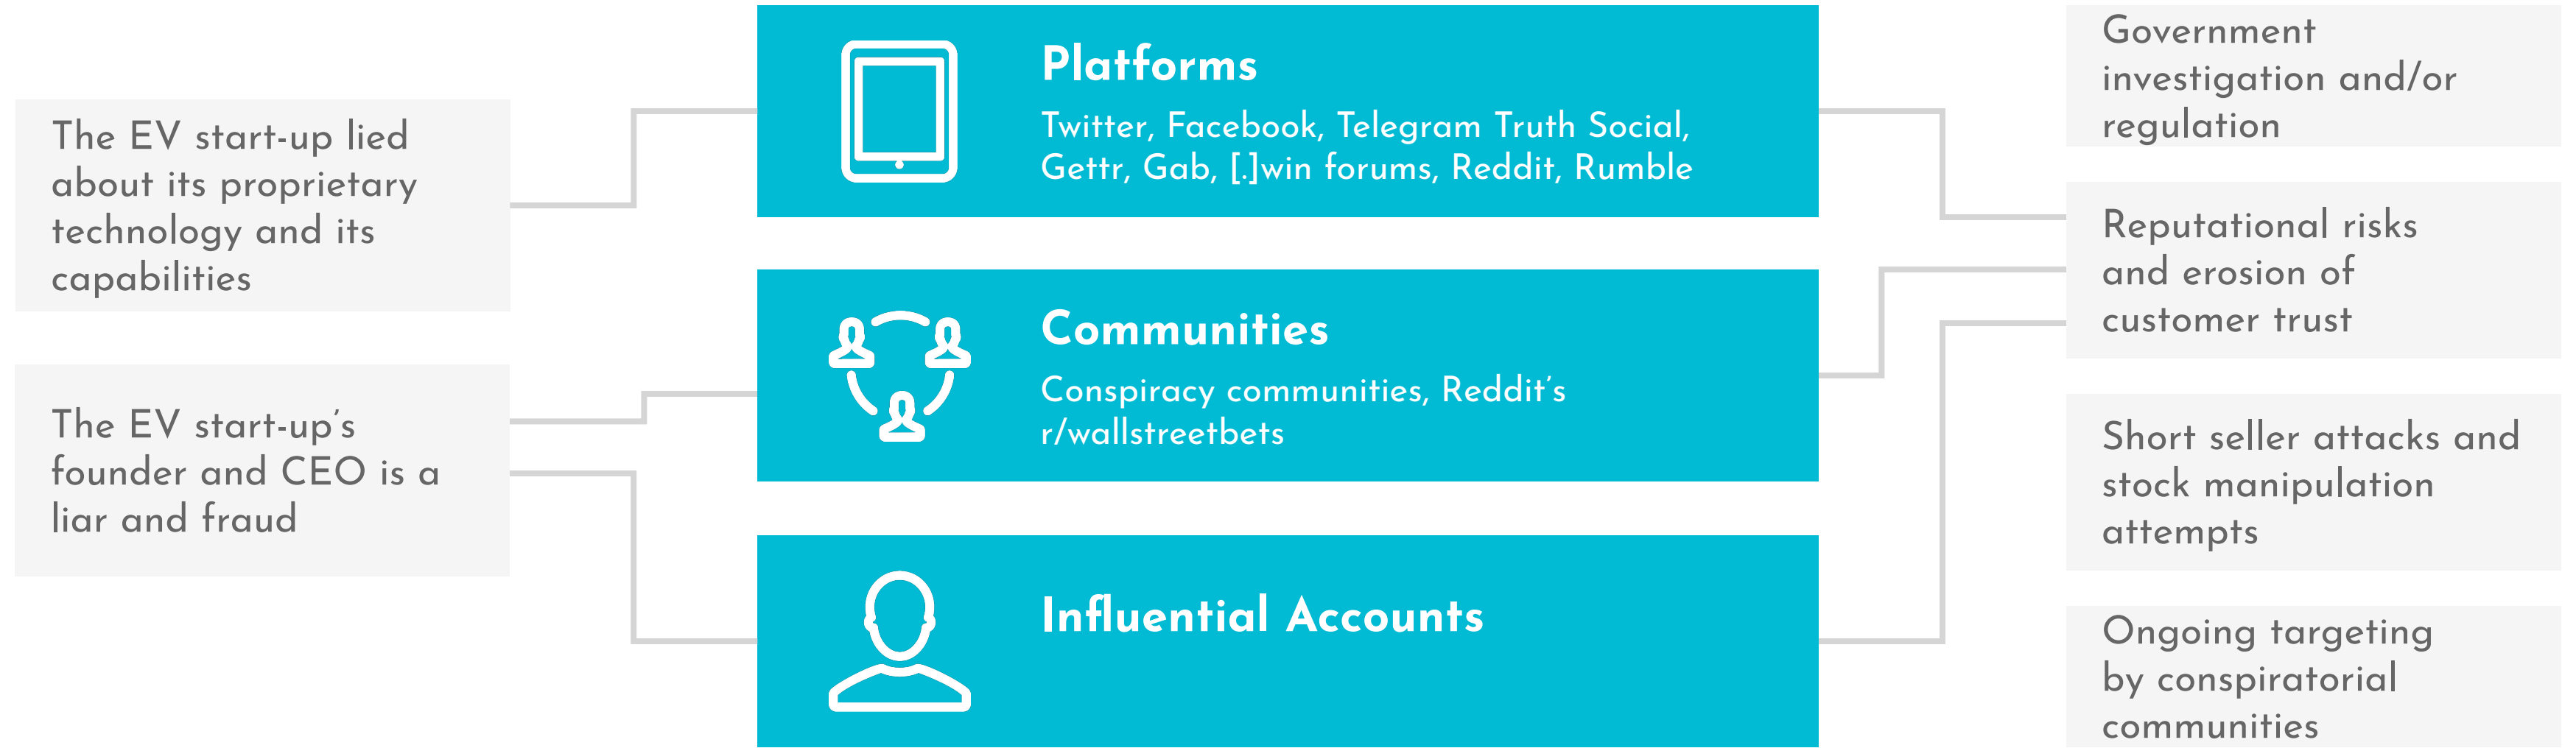 The EV start-up lied
about its proprietary
technology and its
capabilities
The EV start-up's
founder and CEO is a
liar and fraud
Platforms
Twitter, Facebook, Telegram Truth Social,
Gettr, Gab, [.]win forums, Reddit, Rumble
Communities
Conspiracy communities, Reddit's
r/wallstreetbets
Influential Accounts
Government
investigation and/or
regulation
Reputational risks
and erosion of
customer trust
Short seller attacks and
stock manipulation
attempts
Ongoing targeting
by conspiratorial
communities